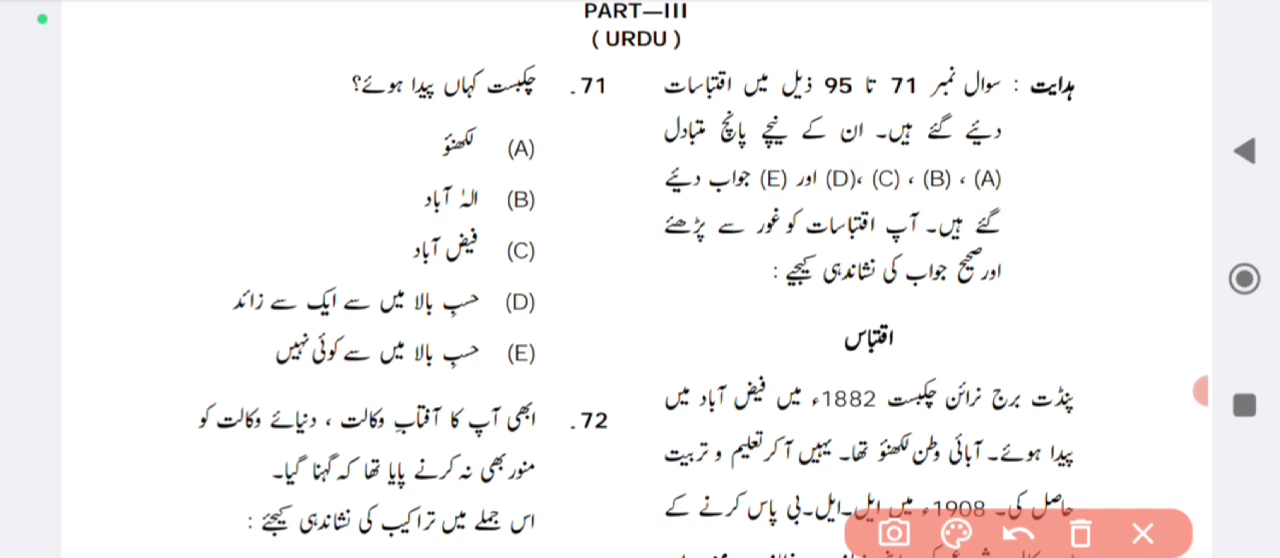 PART—III
( URDU )
ہدایت : سوال نمبر 71 تا 95 ذیل میں اقتباسات
دیئے گئے ہیں۔ ان کے نیچے پانچ متبادل
(A) ، (B) ، (C) ،(D) اور (E) جواب دیئے
گئے ہیں۔ آپ اقتباسات کو غور سے پڑھئے
اور صحیح جواب کی نشاندہی کیجیے :
اقتباس
پنڈت برج نرائن چکبست 1882ء میں فیض آباد میں
پیدا ہوئے۔ آبائی وطن لکھنؤ تھا۔ یہیں آ کر تعلیم و تربیت
حاصل کی۔ 1908ء میں ایل۔ایل۔بی پاس کرنے کے
71. چکبست کہاں پیدا ہوئے؟
(A) لکھنؤ
(B) الہٰ آباد
(C) فیض آباد
(D) حسبِ بالا میں سے ایک سے زائد
(E) حسبِ بالا میں سے کوئی نہیں
72. ابھی آپ کا آفتابِ وکالت ، دنیائے وکالت کو
منور بھی نہ کرنے پایا تھا کہ گہنا گیا۔
اس جملے میں تراکیب کی نشاندہی کیجئے :